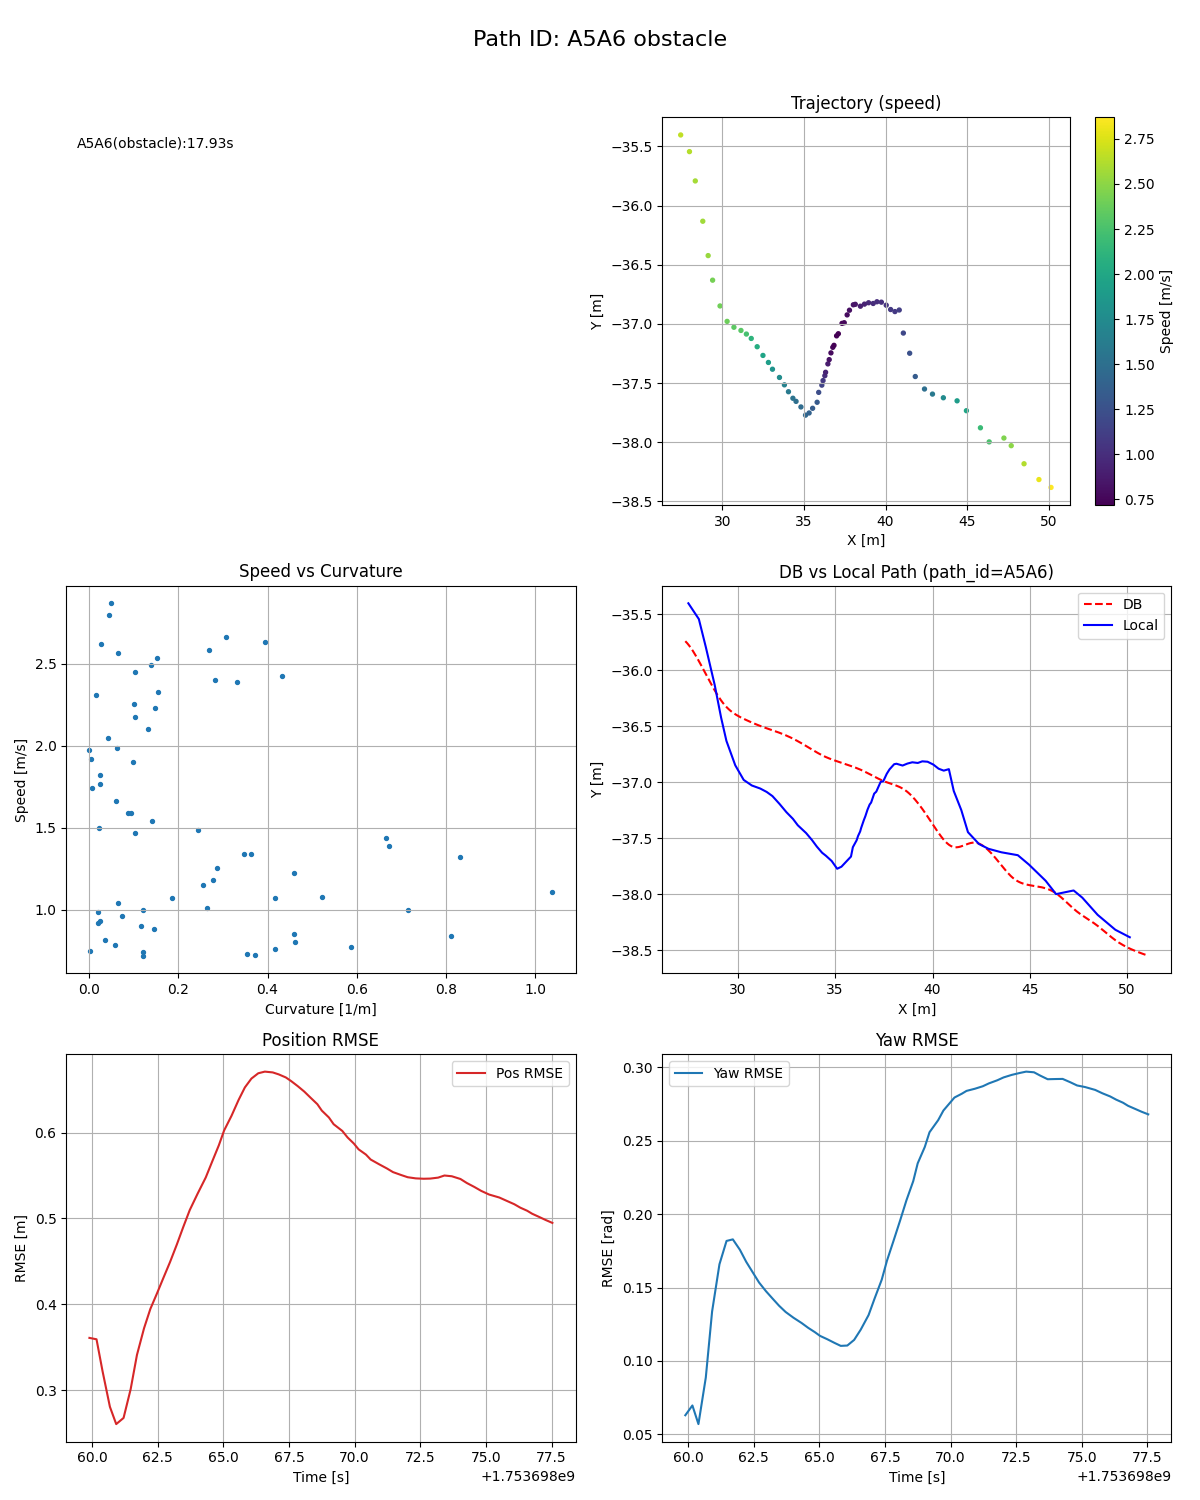 Path ID: A5A6 obstacle
A5A6(obstacle):17.93s
Trajectory (speed)
−35.5
−36.0
−36.5
−37.0
−37.5
−38.0
−38.5
Y [m]
30
35
40
45
50
X [m]
2.75
2.50
2.25
2.00
1.75
1.50
1.25
1.00
0.75
Speed [m/s]
Speed vs Curvature
2.5
2.0
1.5
1.0
Speed [m/s]
0.0
0.2
0.4
0.6
0.8
1.0
Curvature [1/m]
DB vs Local Path (path_id=A5A6)
DB
Local
−35.5
−36.0
−36.5
−37.0
−37.5
−38.0
−38.5
Y [m]
30
35
40
45
50
X [m]
Position RMSE
Pos RMSE
0.6
0.5
0.4
0.3
RMSE [m]
60.0
62.5
65.0
67.5
70.0
72.5
75.0
77.5
Time [s]
+1.753698e9
Yaw RMSE
Yaw RMSE
0.30
0.25
0.20
0.15
0.10
0.05
RMSE [rad]
60.0
62.5
65.0
67.5
70.0
72.5
75.0
77.5
Time [s]
+1.753698e9